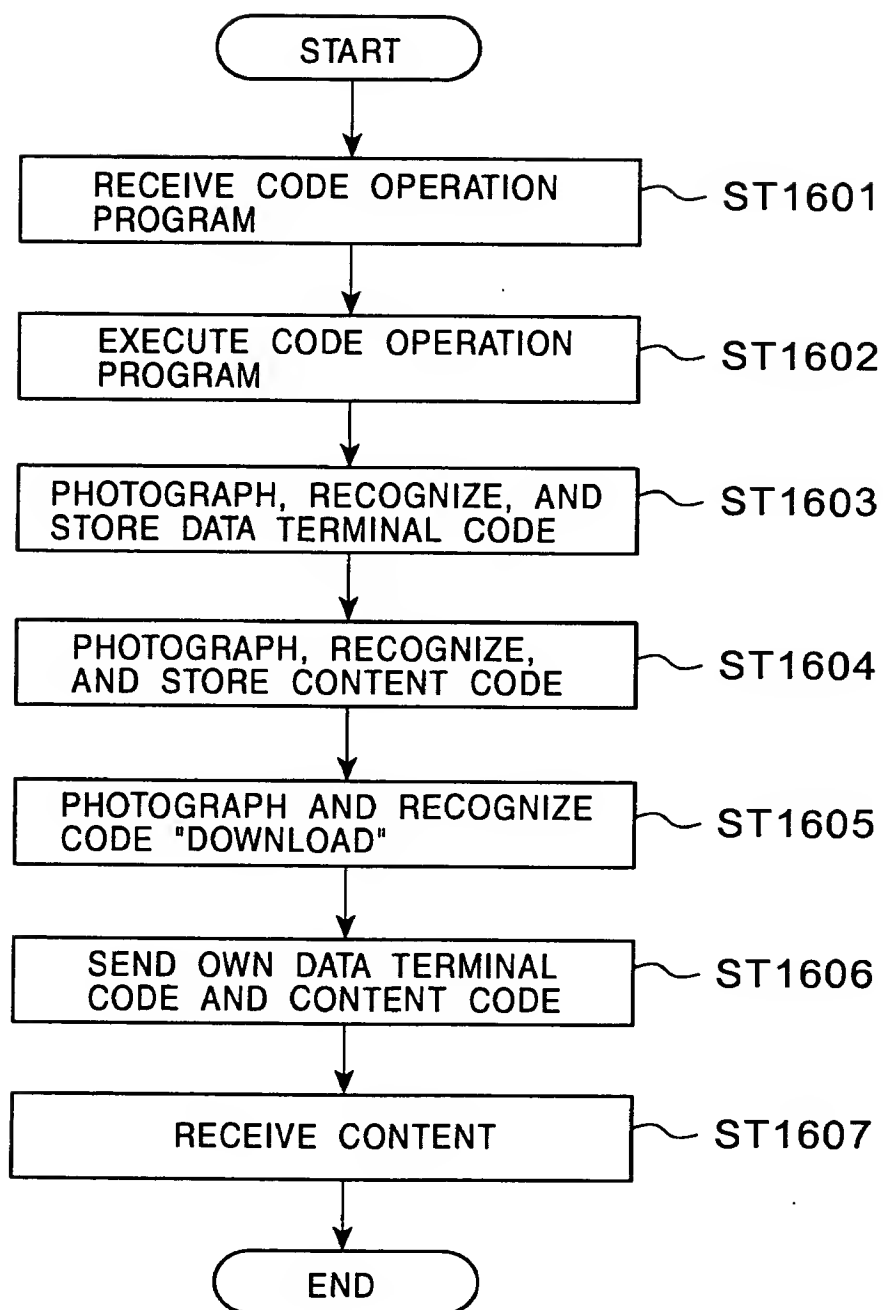 START
RECEIVE CODE OPERATION
PROGRAM
ST1601
EXECUTE CODE OPERATION
PROGRAM
ST1602
PHOTOGRAPH, RECOGNIZE, AND
STORE DATA TERMINAL CODE
ST1603
PHOTOGRAPH, RECOGNIZE,
AND STORE CONTENT CODE
ST1604
PHOTOGRAPH AND RECOGNIZE
CODE "DOWNLOAD"
ST1605
SEND OWN DATA TERMINAL
CODE AND CONTENT CODE
ST1606
RECEIVE CONTENT
ST1607
END